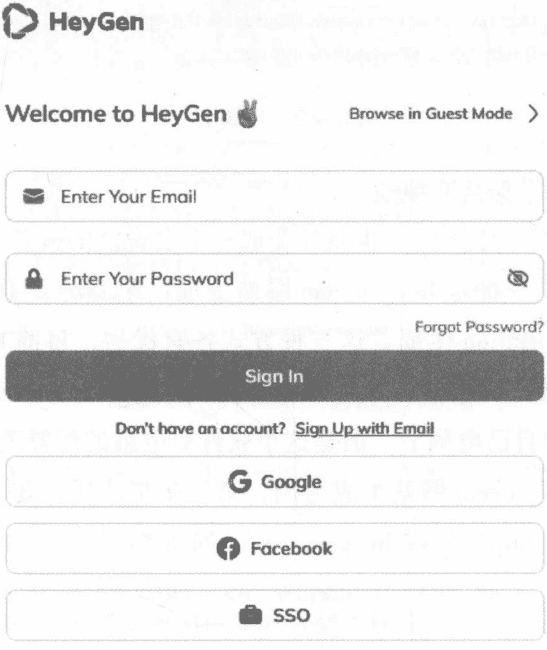 HeyGen
Welcome to HeyGen ✌ Browse in Guest Mode >
Enter Your Email
Enter Your Password
Forgot Password?
Sign In
Don't have an account? Sign Up with Email
Google
Facebook
SSO